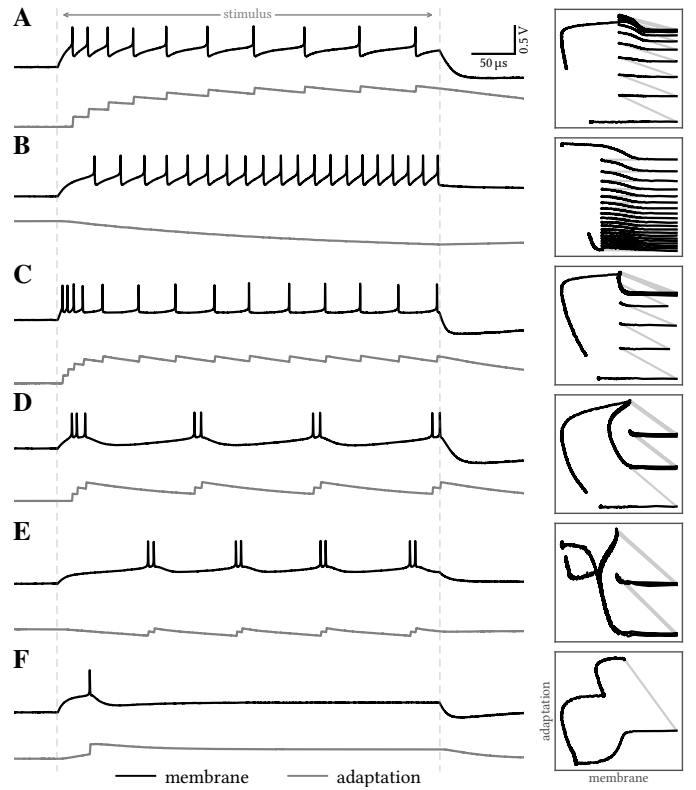 A
stimulus
0.5 V
50 µs
B
C
D
E
F
adaptation
membrane
membrane adaptation